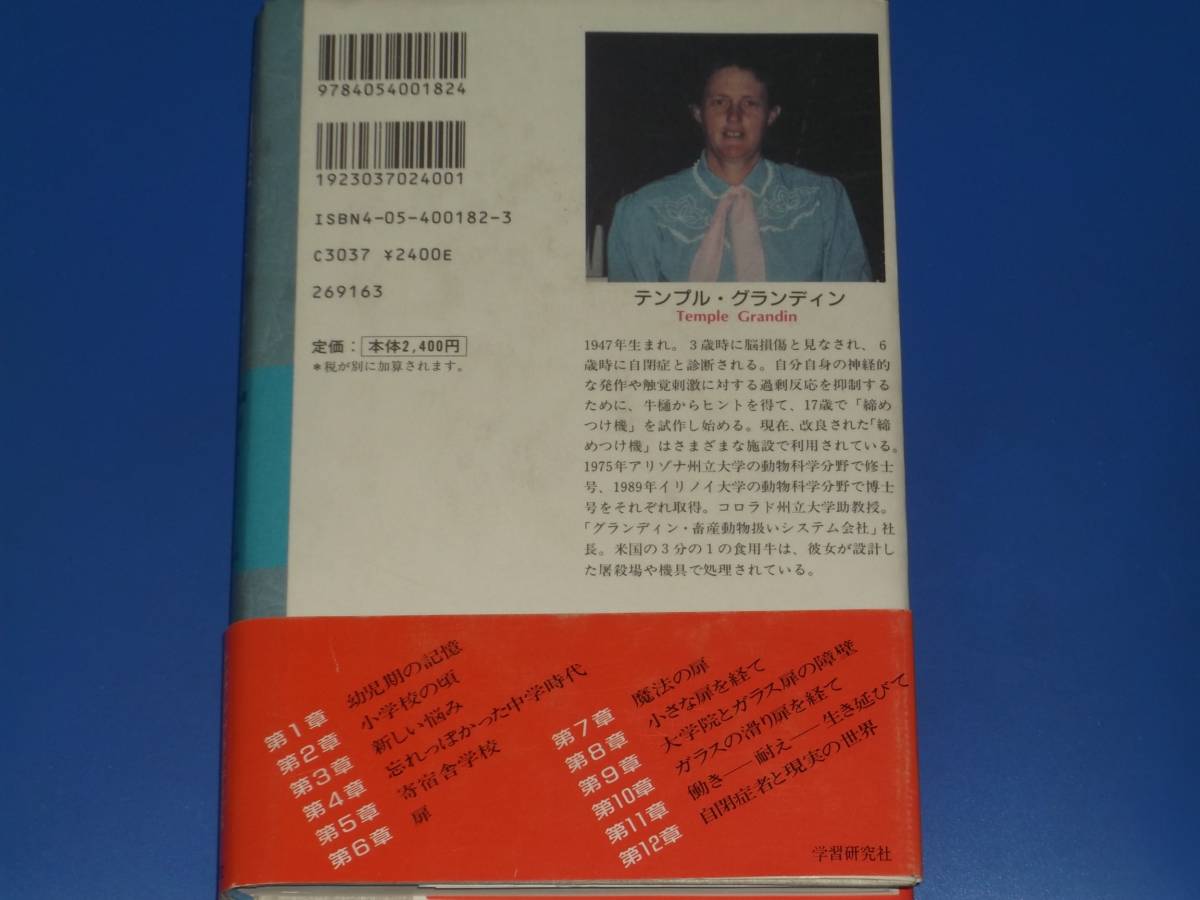 9784054001824
1923037024001
ISBN4-05-400182-3
C3037 ¥2400E
269163
定価：本体2,400円
＊税が別に加算されます。
テンプル・グランディン
Temple Grandin
1947年生まれ。3歳時に脳損傷と見なされ、6
歳時に自閉症と診断される。自分自身の神経的
な発作や触覚刺激に対する過剰反応を抑制する
ために、牛樋からヒントを得て、17歳で「締め
つけ機」を試作し始める。現在、改良された「締
めつけ機」はさまざまな施設で利用されている。
1975年アリゾナ州立大学の動物科学分野で修士
号、1989年イリノイ大学の動物科学分野で博士
号をそれぞれ取得。コロラド州立大学助教授。
「グランディン・畜産動物扱いシステム会社」社
長。米国の3分の1の食用牛は、彼女が設計し
た屠殺場や機具で処理されている。
第1章 幼児期の記憶
第2章 小学校の頃
第3章 新しい悩み
第4章 忘れっぽかった中学時代
第5章 寄宿舎学校
第6章 扉
第7章 魔法の扉
第8章 小さな扉を経て
第9章 大学院とガラス扉の障壁
第10章 ガラスの滑り扉を経て
第11章 働き──耐え──生き延びて
第12章 自閉症者と現実の世界
学習研究社